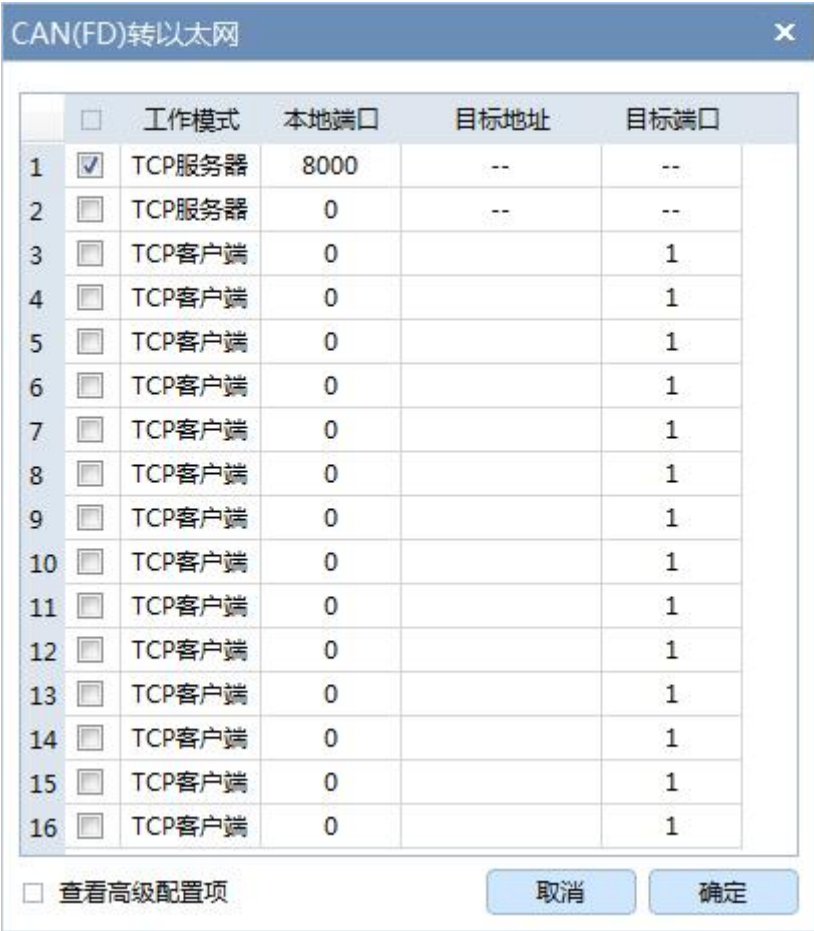 CAN(FD)转以太网
工作模式 本地端口 目标地址 目标端口
1 TCP服务器 8000 -- --
2 TCP服务器 0 -- --
3 TCP客户端 0 1
4 TCP客户端 0 1
5 TCP客户端 0 1
6 TCP客户端 0 1
7 TCP客户端 0 1
8 TCP客户端 0 1
9 TCP客户端 0 1
10 TCP客户端 0 1
11 TCP客户端 0 1
12 TCP客户端 0 1
13 TCP客户端 0 1
14 TCP客户端 0 1
15 TCP客户端 0 1
16 TCP客户端 0 1
查看高级配置项 取消 确定